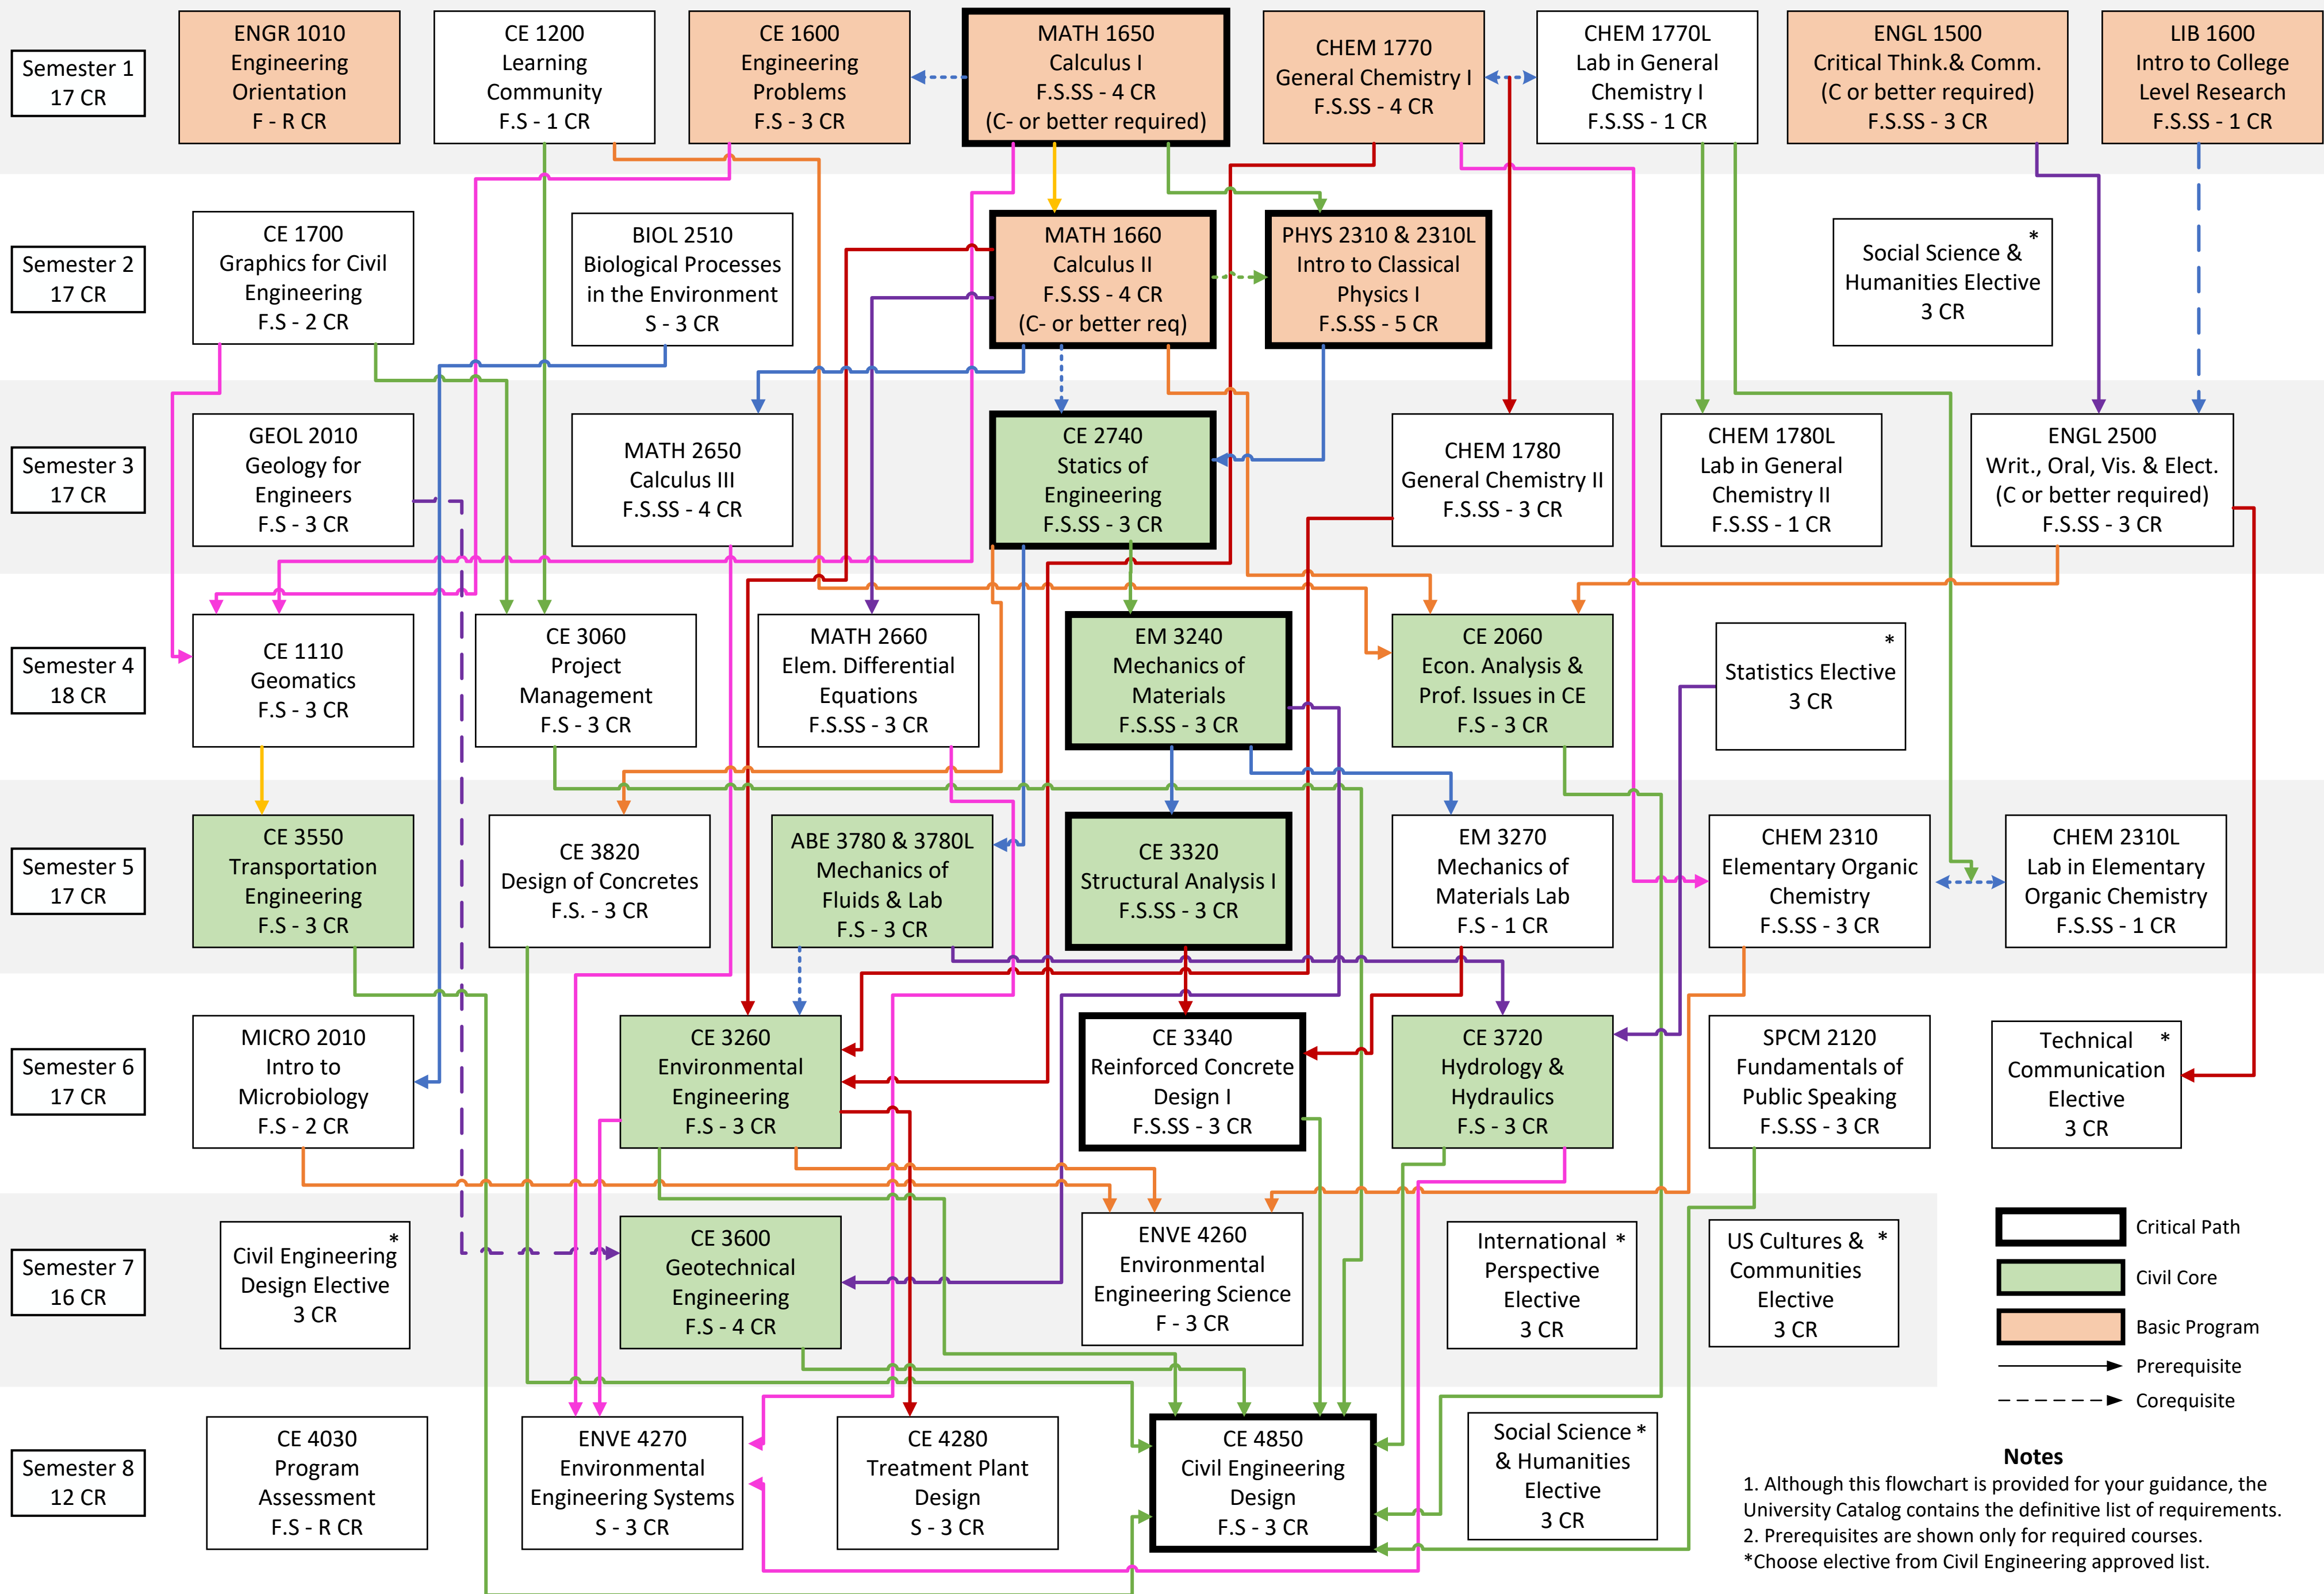 Semester 1
17 CR
ENGR 1010
Engineering
Orientation
F - R CR
CE 1200
Learning
Community
F.S - 1 CR
CE 1600
Engineering
Problems
F.S - 3 CR
MATH 1650
Calculus I
F.S.SS - 4 CR
(C- or better required)
CHEM 1770
General Chemistry I
F.S.SS - 4 CR
CHEM 1770L
Lab in General
Chemistry I
F.S.SS - 1 CR
ENGL 1500
Critical Think.& Comm.
(C or better required)
F.S.SS - 3 CR
LIB 1600
Intro to College
Level Research
F.S.SS - 1 CR
Semester 2
17 CR
CE 1700
Graphics for Civil
Engineering
F.S - 2 CR
BIOL 2510
Biological Processes
in the Environment
S - 3 CR
MATH 1660
Calculus II
F.S.SS - 4 CR
(C- or better req)
PHYS 2310 & 2310L
Intro to Classical
Physics I
F.S.SS - 5 CR
*
Social Science &
Humanities Elective
3 CR
Semester 3
17 CR
GEOL 2010
Geology for
Engineers
F.S - 3 CR
MATH 2650
Calculus III
F.S.SS - 4 CR
CE 2740
Statics of
Engineering
F.S.SS - 3 CR
CHEM 1780
General Chemistry II
F.S.SS - 3 CR
CHEM 1780L
Lab in General
Chemistry II
F.S.SS - 1 CR
ENGL 2500
Writ., Oral, Vis. & Elect.
(C or better required)
F.S.SS - 3 CR
Semester 4
18 CR
CE 1110
Geomatics
F.S - 3 CR
CE 3060
Project
Management
F.S - 3 CR
MATH 2660
Elem. Differential
Equations
F.S.SS - 3 CR
EM 3240
Mechanics of
Materials
F.S.SS - 3 CR
CE 2060
Econ. Analysis &
Prof. Issues in CE
F.S - 3 CR
*
Statistics Elective
3 CR
Semester 5
17 CR
CE 3550
Transportation
Engineering
F.S - 3 CR
CE 3820
Design of Concretes
F.S. - 3 CR
ABE 3780 & 3780L
Mechanics of
Fluids & Lab
F.S - 3 CR
CE 3320
Structural Analysis I
F.S.SS - 3 CR
EM 3270
Mechanics of
Materials Lab
F.S - 1 CR
CHEM 2310
Elementary Organic
Chemistry
F.S.SS - 3 CR
CHEM 2310L
Lab in Elementary
Organic Chemistry
F.S.SS - 1 CR
Semester 6
17 CR
MICRO 2010
Intro to
Microbiology
F.S - 2 CR
CE 3260
Environmental
Engineering
F.S - 3 CR
CE 3340
Reinforced Concrete
Design I
F.S.SS - 3 CR
CE 3720
Hydrology &
Hydraulics
F.S - 3 CR
SPCM 2120
Fundamentals of
Public Speaking
F.S.SS - 3 CR
Technical *
Communication
Elective
3 CR
Semester 7
16 CR
*
Civil Engineering
Design Elective
3 CR
CE 3600
Geotechnical
Engineering
F.S - 4 CR
ENVE 4260
Environmental
Engineering Science
F - 3 CR
International *
Perspective
Elective
3 CR
US Cultures & *
Communities
Elective
3 CR
Critical Path
Civil Core
Basic Program
Prerequisite
Corequisite
Semester 8
12 CR
CE 4030
Program
Assessment
F.S - R CR
ENVE 4270
Environmental
Engineering Systems
S - 3 CR
CE 4280
Treatment Plant
Design
S - 3 CR
CE 4850
Civil Engineering
Design
F.S - 3 CR
Social Science *
& Humanities
Elective
3 CR
Notes
1. Although this flowchart is provided for your guidance, the
University Catalog contains the definitive list of requirements.
2. Prerequisites are shown only for required courses.
*Choose elective from Civil Engineering approved list.